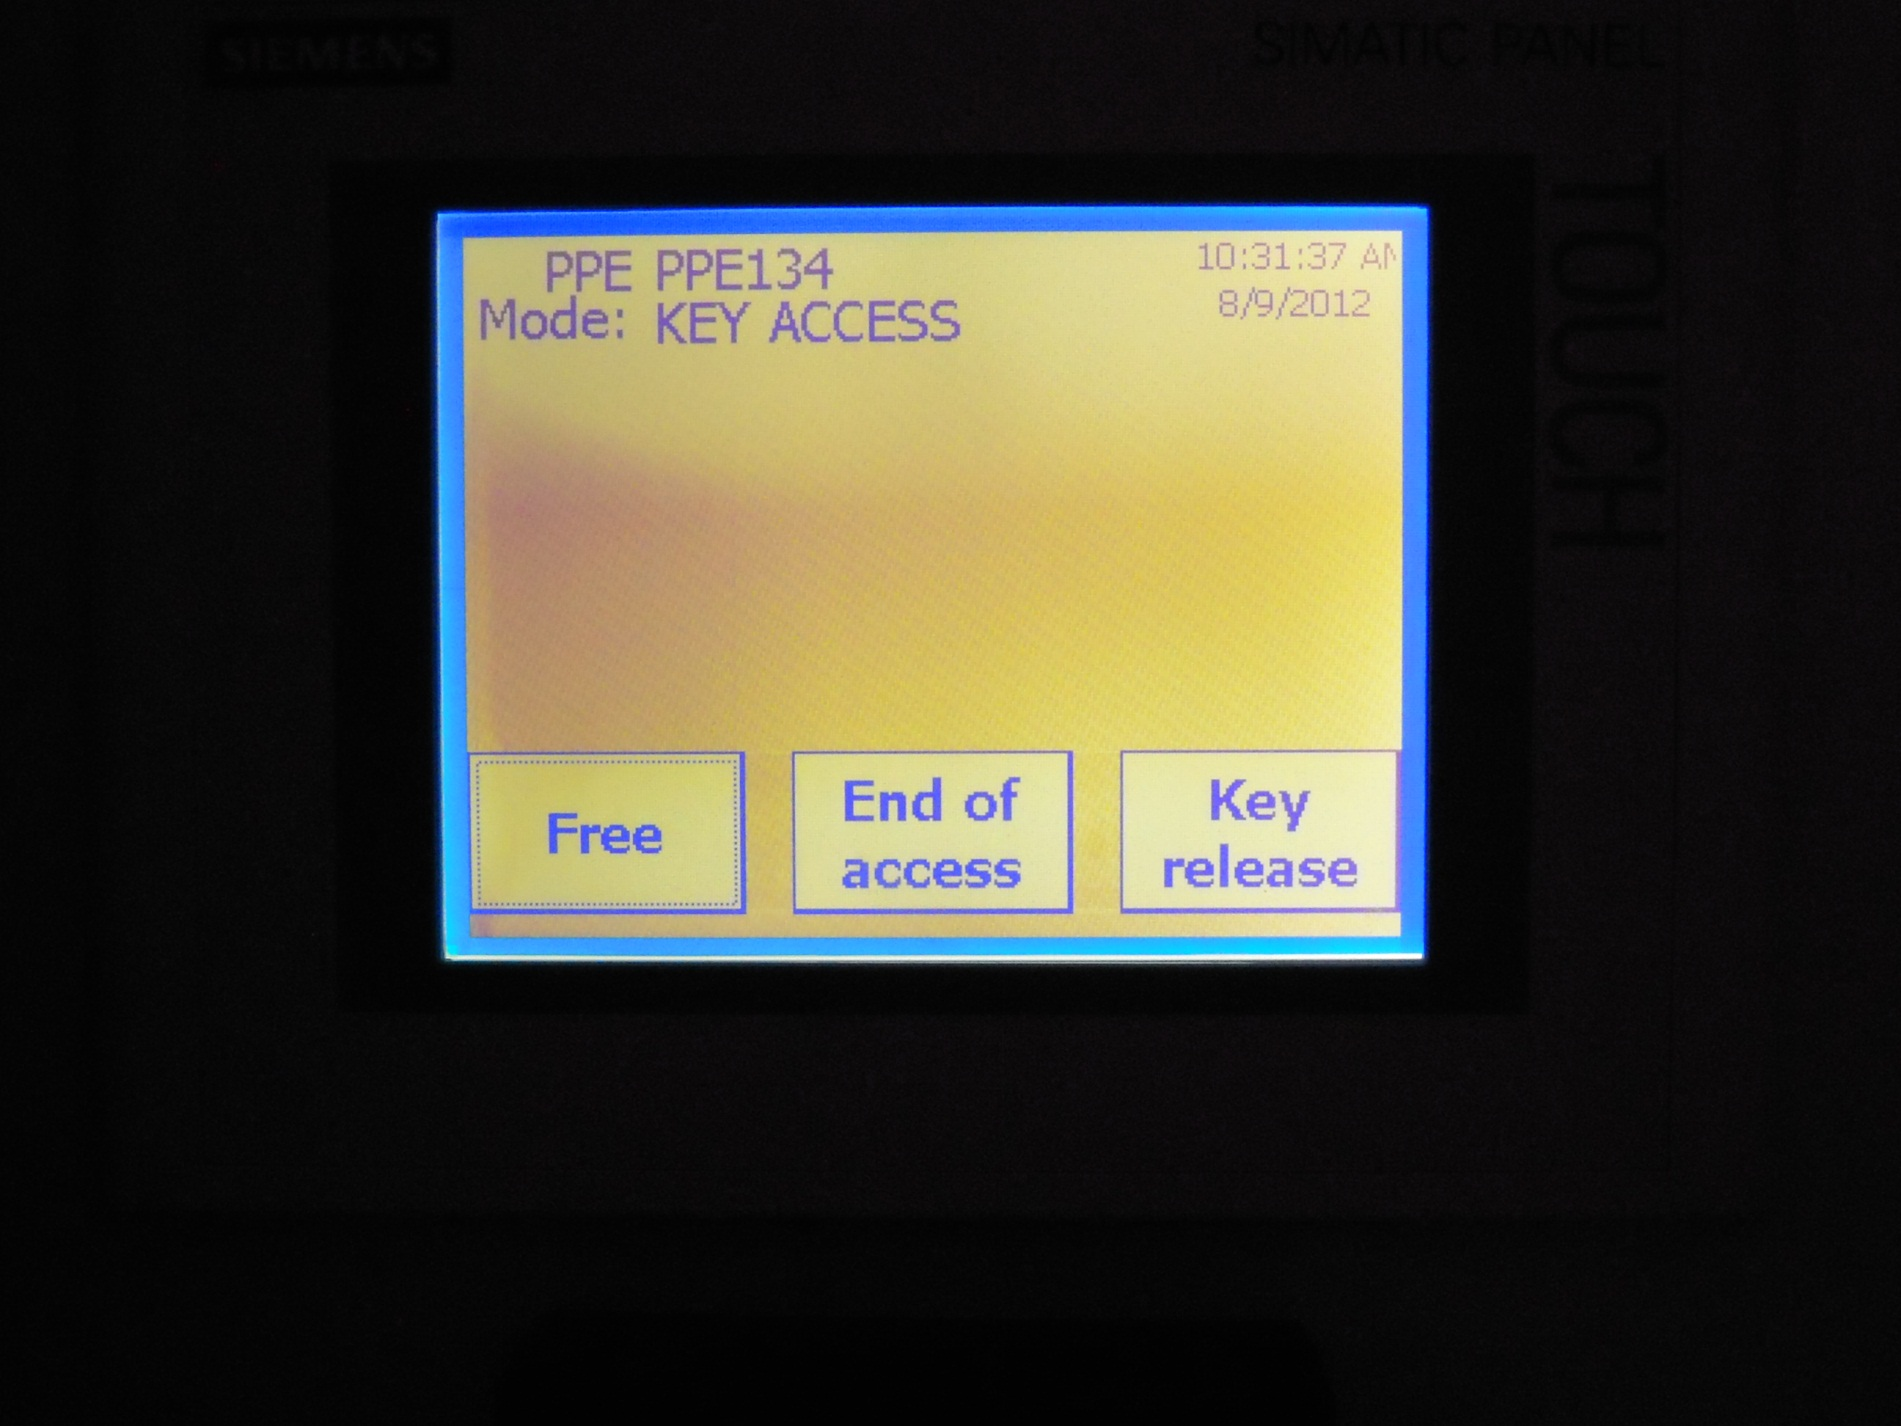 SIEMENS
SIMATIC PANEL
TOUCH
PPE PPE134
10:31:37 AM
Mode: KEY ACCESS
8/9/2012
Free
End of
access
Key
release